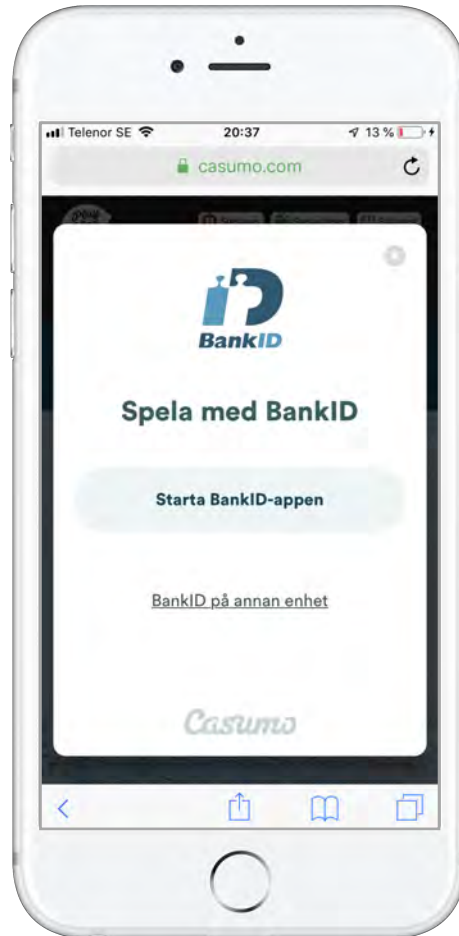 Telenor SE 20:37 13 %
casumo.com
BankID
Spela med BankID
Starta BankID-appen
BankID på annan enhet
Casumo